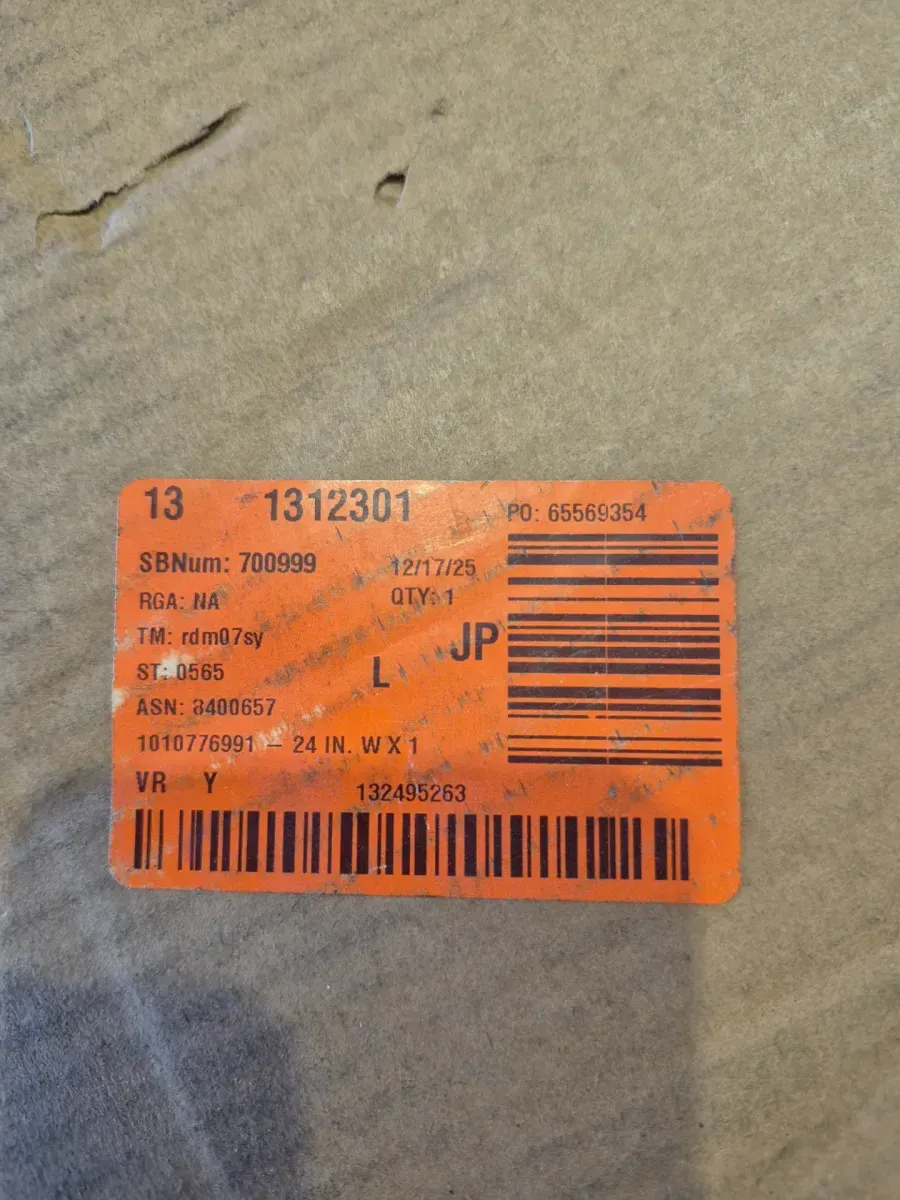 13 1312301
PO: 65569354
SBNum: 700999
12/17/25
RGA: NA
QTY: 1
TM: rdm07sy
JP
ST: 0565
L
ASN: 8400657
1010776991 — 24 IN. W X 1
VR Y
132495263